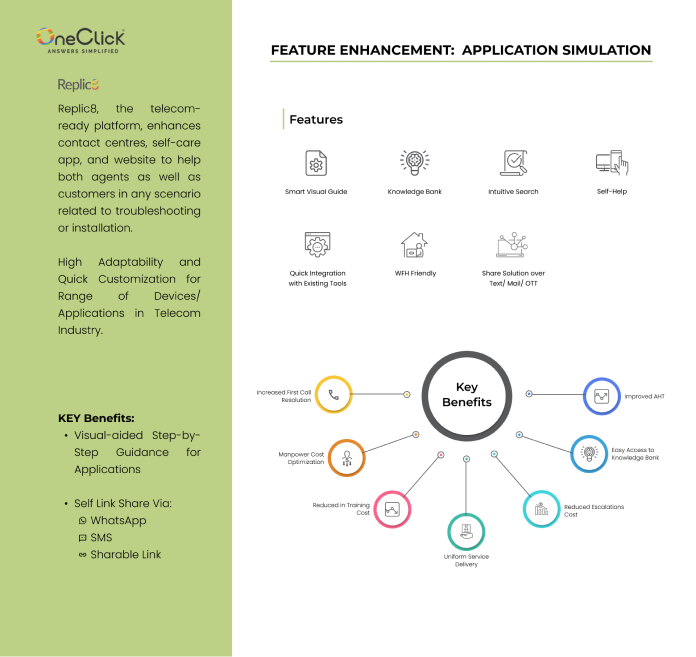 OneClick
ANSWERS SIMPLIFIED
Replic8
Replic8, the telecom-
ready platform, enhances
contact centres, self-care
app, and website to help
both agents as well as
customers in any scenario
related to troubleshooting
or installation.
High Adaptability and
Quick Customization for
Range of Devices/
Applications in Telecom
Industry.
KEY Benefits:
• Visual-aided Step-by-
Step Guidance for
Applications
• Self Link Share Via:
WhatsApp
SMS
Sharable Link
FEATURE ENHANCEMENT: APPLICATION SIMULATION
Features
Smart Visual Guide
Knowledge Bank
Intuitive Search
Self-Help
Quick Integration
with Existing Tools
WFH Friendly
Share Solution over
Text/ Mail/ OTT
Key
Benefits
Increased First Call
Resolution
Manpower Cost
Optimization
Reduced in Training
Cost
Uniform Service
Delivery
Reduced Escalations
Cost
Easy Access to
Knowledge Bank
Improved AHT